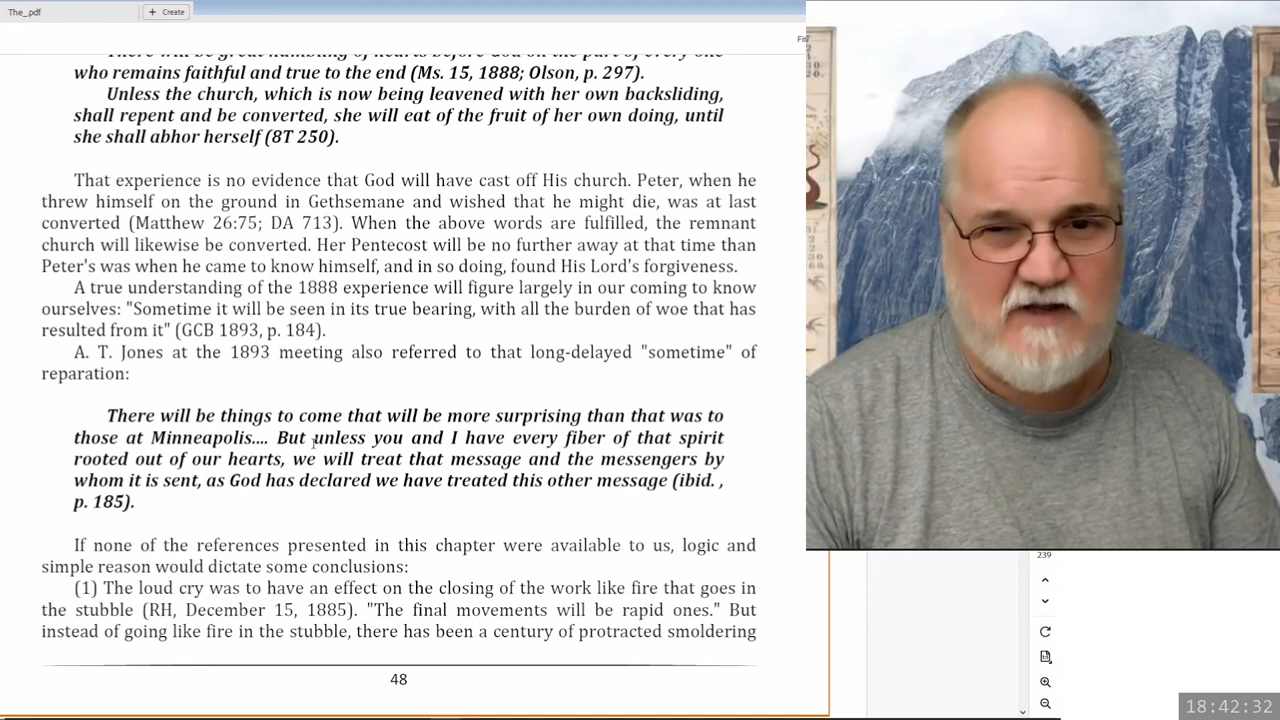 The_pdf
+ Create
who remains faithful and true to the end (Ms. 15, 1888; Olson, p. 297).
Unless the church, which is now being leavened with her own backsliding,
shall repent and be converted, she will eat of the fruit of her own doing, until
she shall abhor herself (8T 250).
That experience is no evidence that God will have cast off His church. Peter, when he
threw himself on the ground in Gethsemane and wished that he might die, was at last
converted (Matthew 26:75; DA 713). When the above words are fulfilled, the remnant
church will likewise be converted. Her Pentecost will be no further away at that time than
Peter's was when he came to know himself, and in so doing, found His Lord's forgiveness.
A true understanding of the 1888 experience will figure largely in our coming to know
ourselves: "Sometime it will be seen in its true bearing, with all the burden of woe that has
resulted from it" (GCB 1893, p. 184).
A. T. Jones at the 1893 meeting also referred to that long-delayed "sometime" of
reparation:
There will be things to come that will be more surprising than that was to
those at Minneapolis.... But unless you and I have every fiber of that spirit
rooted out of our hearts, we will treat that message and the messengers by
whom it is sent, as God has declared we have treated this other message (ibid. ,
p. 185).
If none of the references presented in this chapter were available to us, logic and
simple reason would dictate some conclusions:
(1) The loud cry was to have an effect on the closing of the work like fire that goes in
the stubble (RH, December 15, 1885). "The final movements will be rapid ones." But
instead of going like fire in the stubble, there has been a century of protracted smoldering
48
239
18:42:32